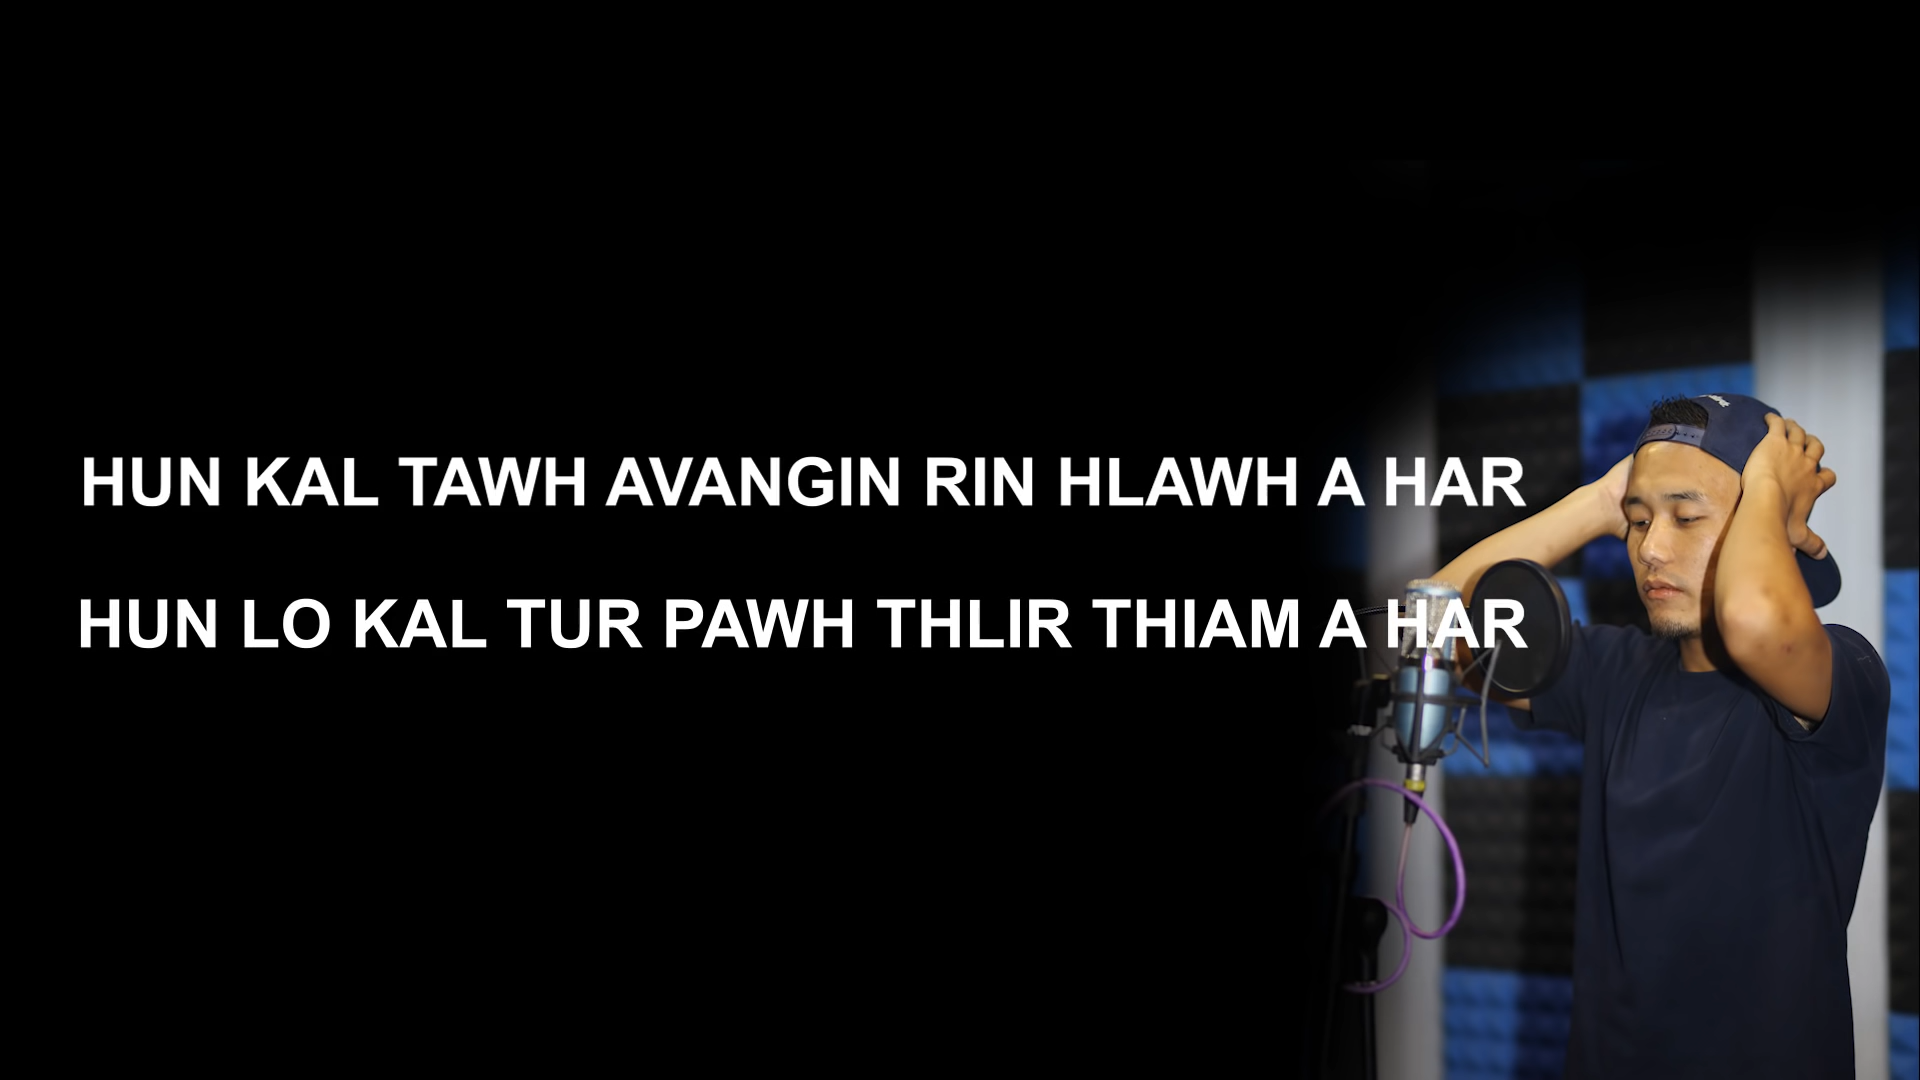 HUN KAL TAWH AVANGIN RIN HLAWH A HAR
HUN LO KAL TUR PAWH THLIR THIAM A HAR